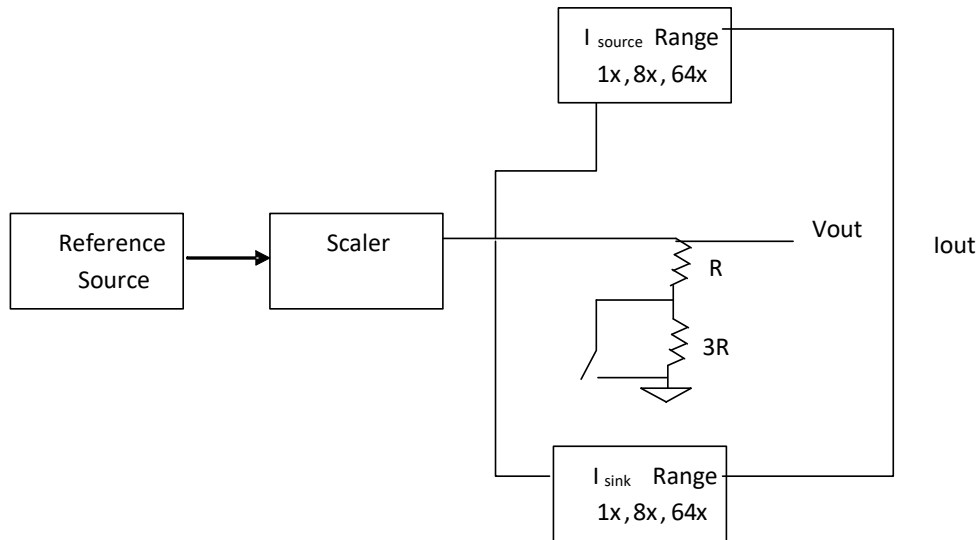 I source Range
1x, 8x, 64x
Reference
Source
Scaler
Vout
Iout
R
3R
I sink Range
1x, 8x, 64x